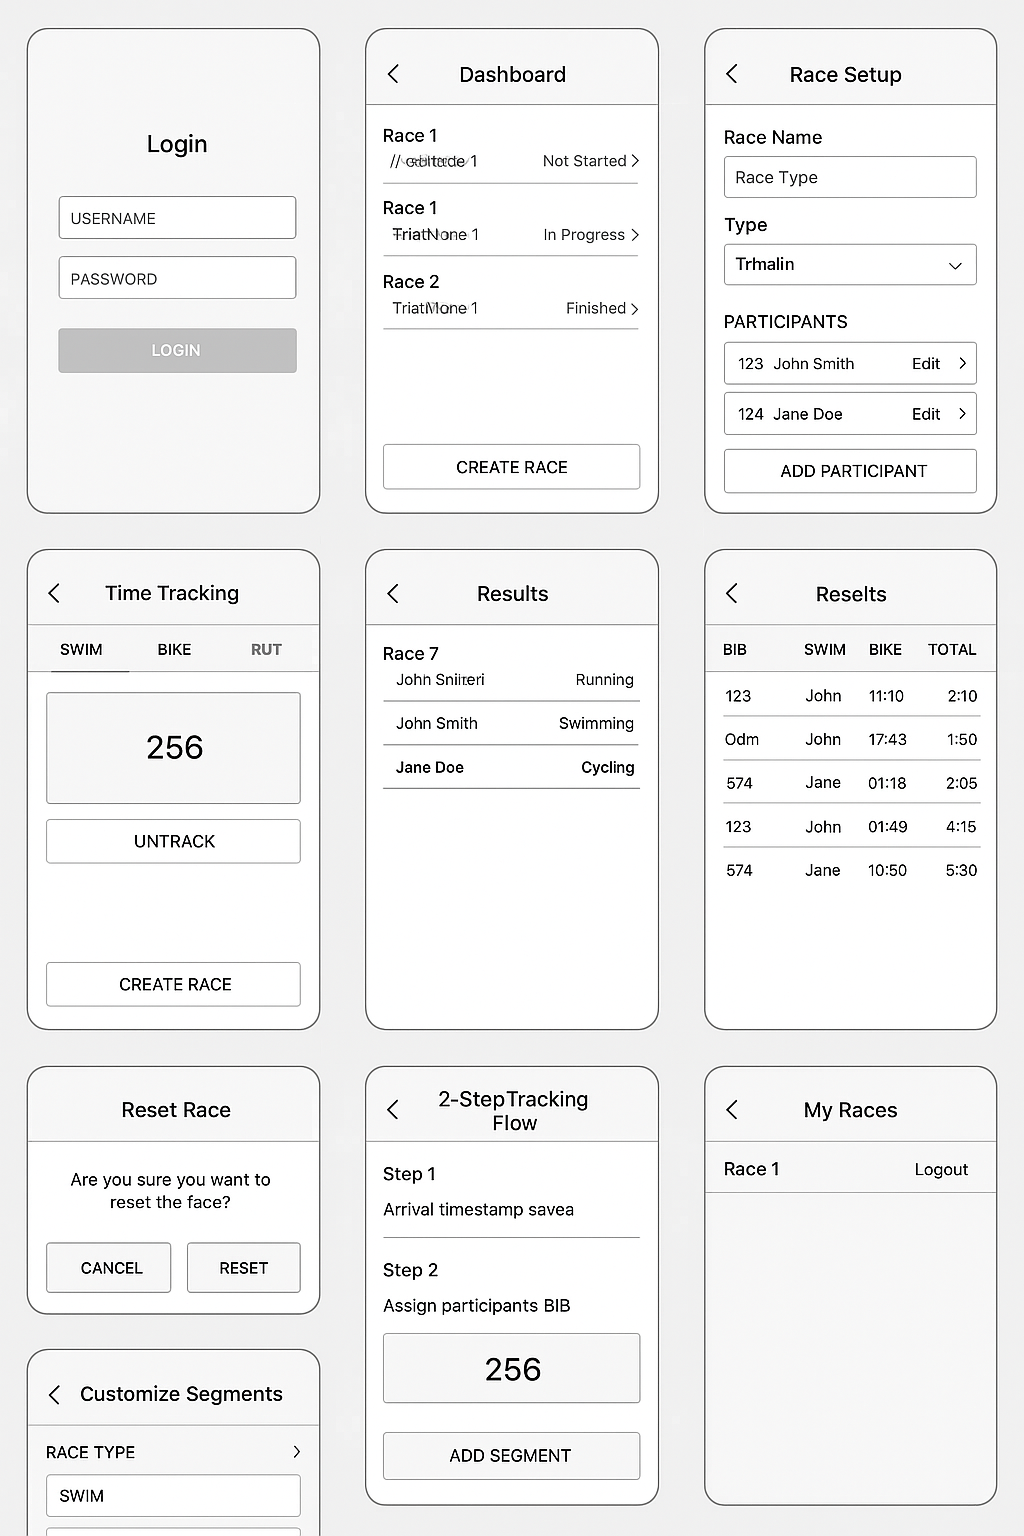 Login
USERNAME
PASSWORD
LOGIN
Dashboard
Race 1
1 Not Started
Race 1
1 In Progress
Race 2
1 Finished
CREATE RACE
Race Setup
Race Name
Race Type
Type
Trmalin
PARTICIPANTS
123 John Smith Edit
124 Jane Doe Edit
ADD PARTICIPANT
Time Tracking
SWIM BIKE RUT
256
UNTRACK
CREATE RACE
Results
Race 7
John Running
John Smith Swimming
Jane Doe Cycling
Reselts
BIB SWIM BIKE TOTAL
123 John 11:10 2:10
Odm John 17:43 1:50
574 Jane 01:18 2:05
123 John 01:49 4:15
574 Jane 10:50 5:30
Reset Race
Are you sure you want to
reset the face?
CANCEL RESET
2-StepTracking
Flow
Step 1
Arrival timestamp savea
Step 2
Assign participants BIB
256
ADD SEGMENT
My Races
Race 1 Logout
Customize Segments
RACE TYPE
SWIM